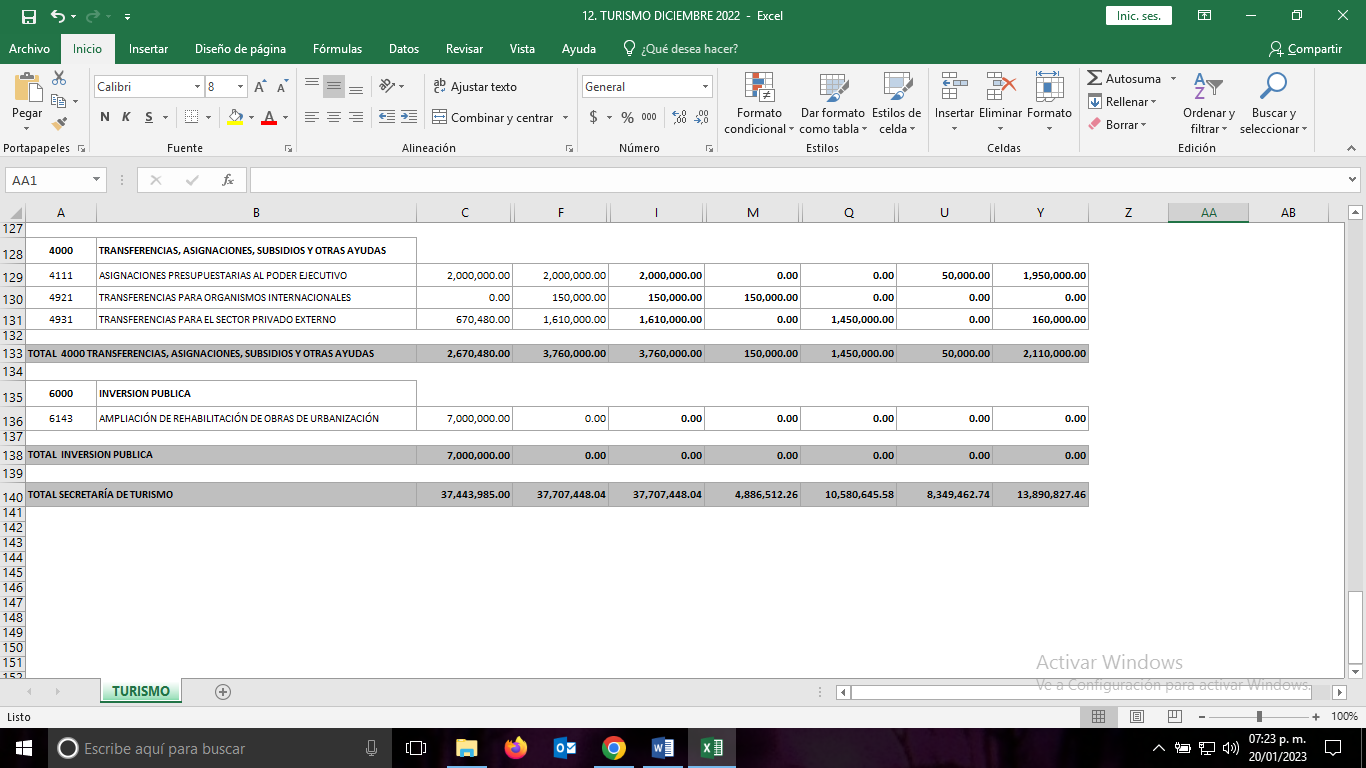 12. TURISMO DICIEMBRE 2022 - Excel
Inic. ses.
Archivo Inicio Insertar Diseño de página Fórmulas Datos Revisar Vista Ayuda ¿Qué desea hacer? Compartir
Pegar
Portapapeles
Calibri 8
N K S
Fuente
Ajustar texto
Combinar y centrar
Alineación
General
$ % 000
Número
Formato condicional
Dar formato como tabla
Estilos de celda
Estilos
Insertar Eliminar Formato
Celdas
Autosuma
Rellenar
Borrar
Ordenar y filtrar
Buscar y seleccionar
Edición
AA1 fx
A B C F I M Q U Y Z AA AB
127
128 4000 TRANSFERENCIAS, ASIGNACIONES, SUBSIDIOS Y OTRAS AYUDAS
129 4111 ASIGNACIONES PRESUPUESTARIAS AL PODER EJECUTIVO 2,000,000.00 2,000,000.00 2,000,000.00 0.00 0.00 50,000.00 1,950,000.00
130 4921 TRANSFERENCIAS PARA ORGANISMOS INTERNACIONALES 0.00 150,000.00 150,000.00 150,000.00 0.00 0.00 0.00
131 4931 TRANSFERENCIAS PARA EL SECTOR PRIVADO EXTERNO 670,480.00 1,610,000.00 1,610,000.00 0.00 1,450,000.00 0.00 160,000.00
132
133 TOTAL 4000 TRANSFERENCIAS, ASIGNACIONES, SUBSIDIOS Y OTRAS AYUDAS 2,670,480.00 3,760,000.00 3,760,000.00 150,000.00 1,450,000.00 50,000.00 2,110,000.00
134
135 6000 INVERSION PUBLICA
136 6143 AMPLIACIÓN DE REHABILITACIÓN DE OBRAS DE URBANIZACIÓN 7,000,000.00 0.00 0.00 0.00 0.00 0.00 0.00
137
138 TOTAL INVERSION PUBLICA 7,000,000.00 0.00 0.00 0.00 0.00 0.00 0.00
139
140 TOTAL SECRETARÍA DE TURISMO 37,443,985.00 37,707,448.04 37,707,448.04 4,886,512.26 10,580,645.58 8,349,462.74 13,890,827.46
141
142
143
144
145
146
147
148
149
150
151
152
Activar Windows
Ve a Configuración para activar Windows.
TURISMO
Listo
100%
Escribe aquí para buscar
07:23 p. m.
20/01/2023